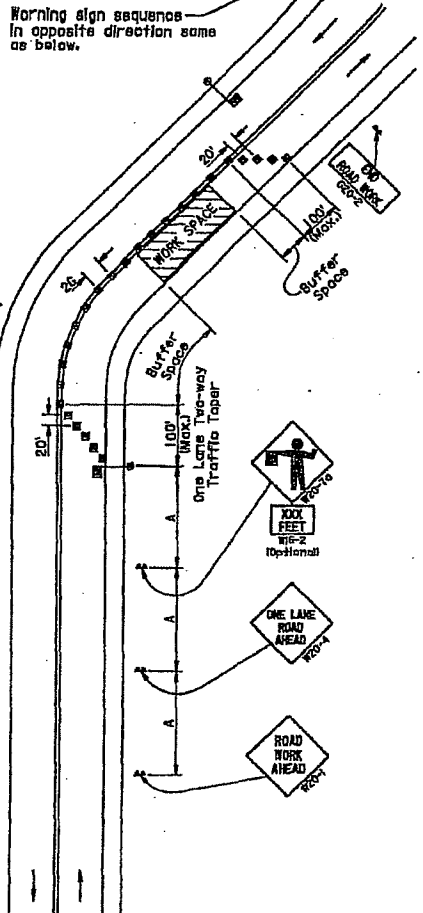 Warning sign sequence
in opposite direction same
as below.
20'
END
ROAD WORK
G20-2
WORK SPACE
100'
(Max.)
Buffer
Space
2G
Buffer
Space
20'
100'
(Max.)
One Lane Two-way
Traffic Taper
A
W20-7a
XXX
FEET
W16-2
(Optional)
A
ONE LANE
ROAD
AHEAD
W20-4
A
ROAD
WORK
AHEAD
W20-1